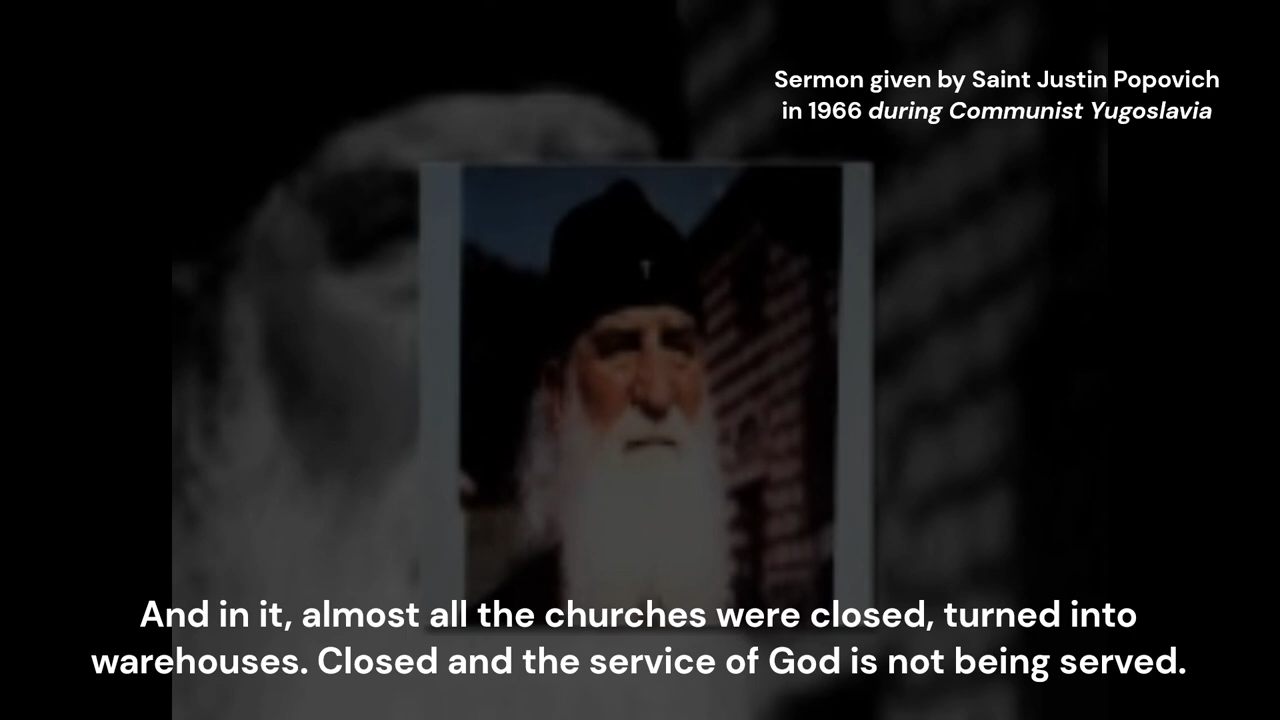 Sermon given by Saint Justin Popovich
in 1966 during Communist Yugoslavia
And in it, almost all the churches were closed, turned into
warehouses. Closed and the service of God is not being served.